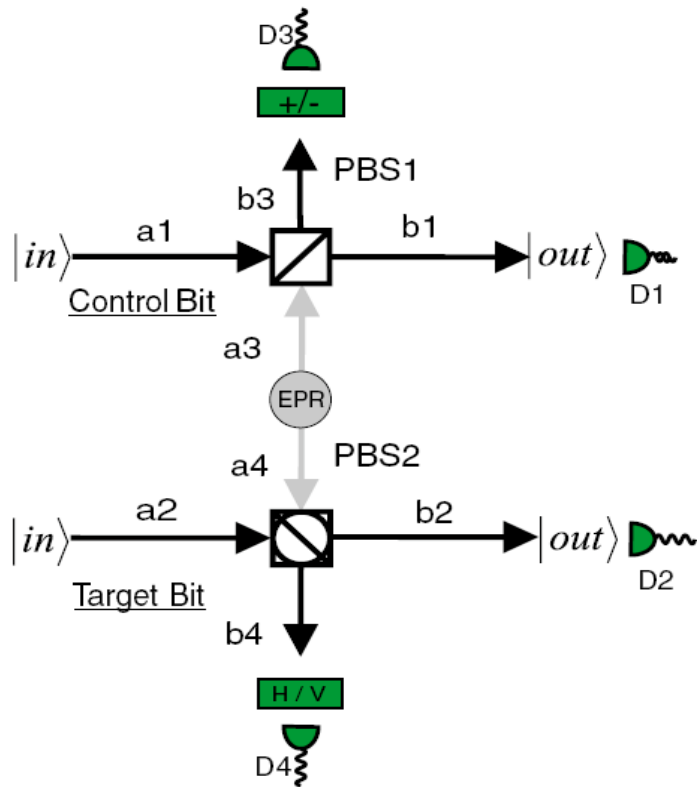 D3
+/-
b3
PBS1
|in⟩
a1
b1
|out⟩
Control Bit
D1
a3
EPR
a4
PBS2
|in⟩
a2
b2
|out⟩
Target Bit
D2
b4
H / V
D4